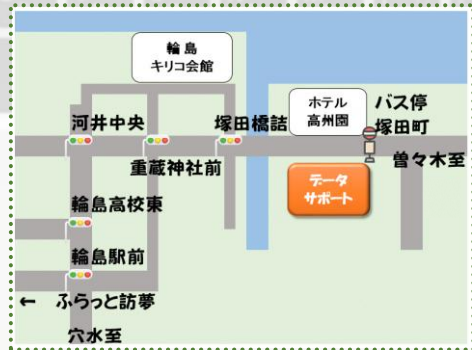 輪島
キリコ会館
ホテル
高州園
バス停
塚田町
河井中央
塚田橋詰
重蔵神社前
曽々木至
データ
サポート
輪島高校東
輪島駅前
← ふらっと訪夢
穴水至